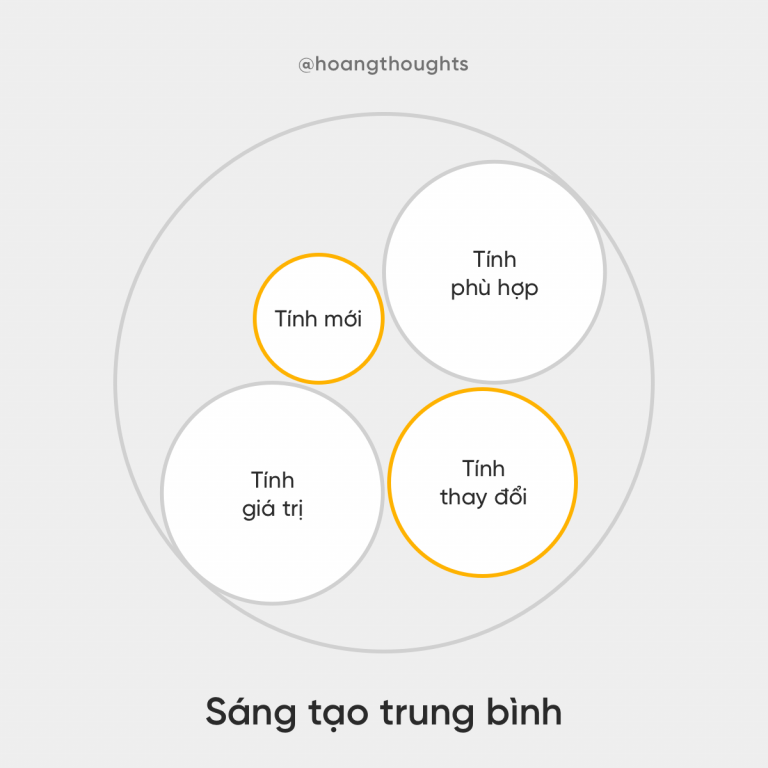 @hoangthoughts
Tính
phù hợp
Tính mới
Tính
giá trị
Tính
thay đổi
Sáng tạo trung bình